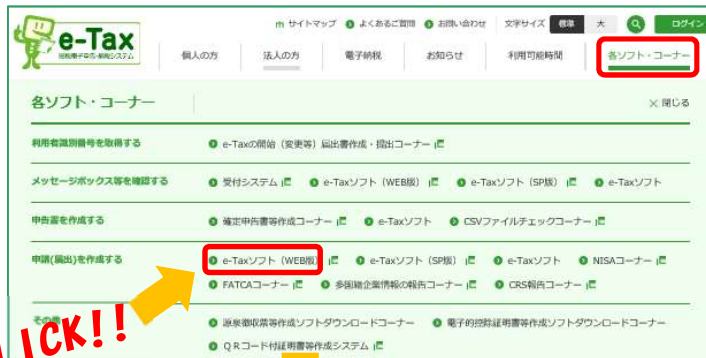 サイトマップ よくあるご質問 お問い合わせ 文字サイズ 標準 大 ログイン
e-Tax
国税電子申告・納税システム
個人の方 法人の方 電子納税 お知らせ 利用可能時間 各ソフト・コーナー
各ソフト・コーナー × 閉じる
利用者識別番号を取得する e-Taxの開始（変更等）届出書作成・提出コーナー
メッセージボックス等を確認する 受付システム e-Taxソフト（WEB版） e-Taxソフト（SP版） e-Taxソフト
申告書を作成する 確定申告書等作成コーナー e-Taxソフト CSVファイルチェックコーナー
申請(届出)を作成する e-Taxソフト（WEB版） e-Taxソフト（SP版） e-Taxソフト NISAコーナー
FATCAコーナー 多国籍企業情報の報告コーナー CRS報告コーナー
その他 源泉徴収票等作成ソフトダウンロードコーナー 電子的控除証明書等作成ソフトダウンロードコーナー
QRコード付証明書等作成システム
LICK!!